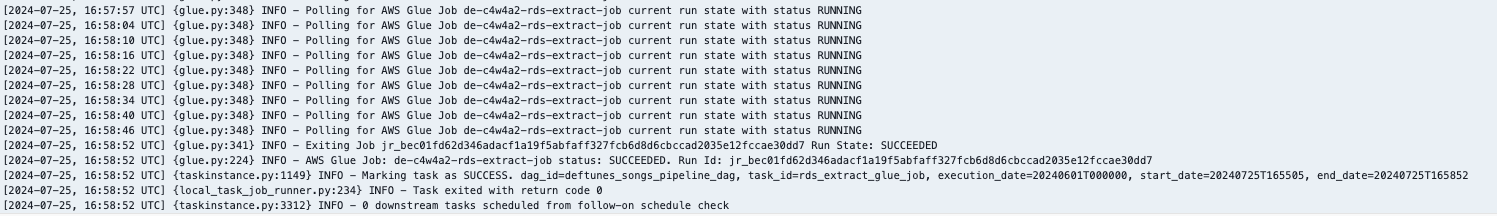 [2024-07-25, 16:57:57 UTC] {glue.py:348} INFO - Polling for AWS Glue Job de-c4w4a2-rds-extract-job current run state with status RUNNING
[2024-07-25, 16:58:04 UTC] {glue.py:348} INFO - Polling for AWS Glue Job de-c4w4a2-rds-extract-job current run state with status RUNNING
[2024-07-25, 16:58:10 UTC] {glue.py:348} INFO - Polling for AWS Glue Job de-c4w4a2-rds-extract-job current run state with status RUNNING
[2024-07-25, 16:58:16 UTC] {glue.py:348} INFO - Polling for AWS Glue Job de-c4w4a2-rds-extract-job current run state with status RUNNING
[2024-07-25, 16:58:22 UTC] {glue.py:348} INFO - Polling for AWS Glue Job de-c4w4a2-rds-extract-job current run state with status RUNNING
[2024-07-25, 16:58:28 UTC] {glue.py:348} INFO - Polling for AWS Glue Job de-c4w4a2-rds-extract-job current run state with status RUNNING
[2024-07-25, 16:58:34 UTC] {glue.py:348} INFO - Polling for AWS Glue Job de-c4w4a2-rds-extract-job current run state with status RUNNING
[2024-07-25, 16:58:40 UTC] {glue.py:348} INFO - Polling for AWS Glue Job de-c4w4a2-rds-extract-job current run state with status RUNNING
[2024-07-25, 16:58:46 UTC] {glue.py:348} INFO - Polling for AWS Glue Job de-c4w4a2-rds-extract-job current run state with status RUNNING
[2024-07-25, 16:58:52 UTC] {glue.py:341} INFO - Exiting Job jr_bec01fd62d346adacf1a19f5abfaff327fcb6d8d6cbccad2035e12fccae30dd7 Run State: SUCCEEDED
[2024-07-25, 16:58:52 UTC] {glue.py:224} INFO - AWS Glue Job: de-c4w4a2-rds-extract-job status: SUCCEEDED. Run Id: jr_bec01fd62d346adacf1a19f5abfaff327fcb6d8d6cbccad2035e12fccae30dd7
[2024-07-25, 16:58:52 UTC] {taskinstance.py:1149} INFO - Marking task as SUCCESS. dag_id=deftunes_songs_pipeline_dag, task_id=rds_extract_glue_job, execution_date=20240601T000000, start_date=20240725T165505, end_date=20240725T165852
[2024-07-25, 16:58:52 UTC] {local_task_job_runner.py:234} INFO - Task exited with return code 0
[2024-07-25, 16:58:52 UTC] {taskinstance.py:3312} INFO - 0 downstream tasks scheduled from follow-on schedule check